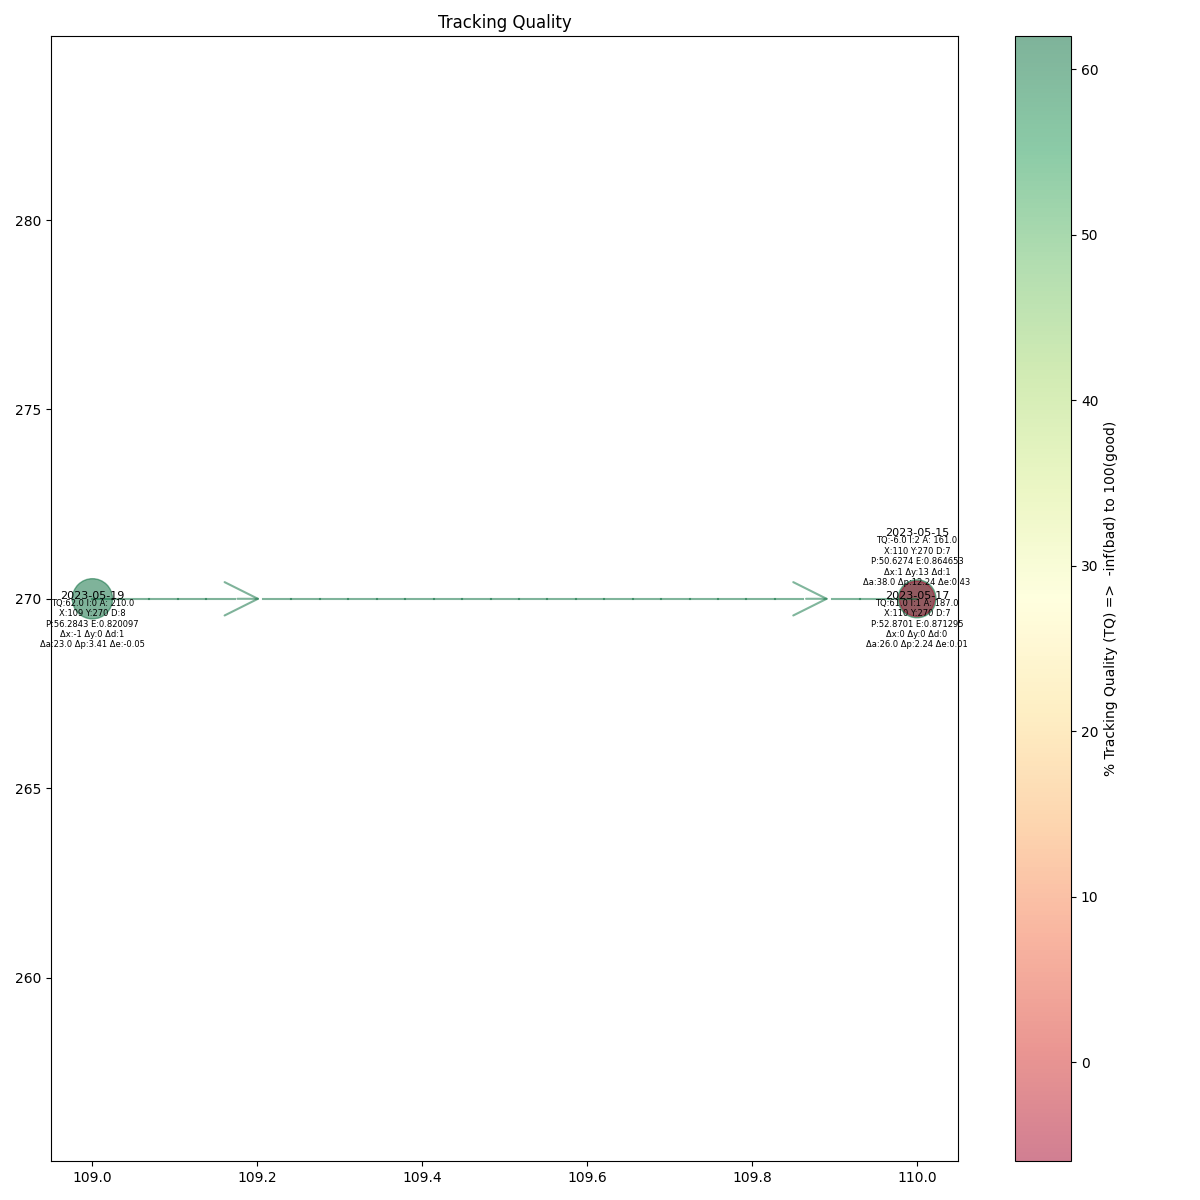 Tracking Quality
280
275
270
265
260
109.0
109.2
109.4
109.6
109.8
110.0
2023-05-19
TQ:62.0 I:0 A: 210.0
X:109 Y:270 D:8
P:56.2843 E:0.820097
Δx:-1 Δy:0 Δd:1
Δa:23.0 Δp:3.41 Δe:-0.05
2023-05-15
TQ:-6.0 I:2 A: 161.0
X:110 Y:270 D:7
P:50.6274 E:0.864653
Δx:1 Δy:13 Δd:1
Δa:38.0 Δp:12.24 Δe:0.43
2023-05-17
TQ:61.0 I:1 A: 187.0
X:110 Y:270 D:7
P:52.8701 E:0.871295
Δx:0 Δy:0 Δd:0
Δa:26.0 Δp:2.24 Δe:0.01
60
50
40
30
20
10
0
% Tracking Quality (TQ) => -inf(bad) to 100(good)